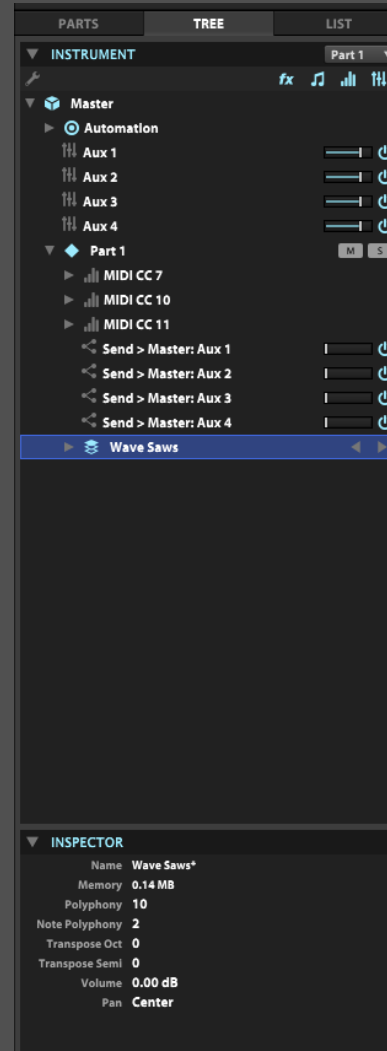 PARTS TREE LIST
INSTRUMENT Part 1
fx
Master
Automation
Aux 1
Aux 2
Aux 3
Aux 4
Part 1 M S
MIDI CC 7
MIDI CC 10
MIDI CC 11
Send > Master: Aux 1
Send > Master: Aux 2
Send > Master: Aux 3
Send > Master: Aux 4
Wave Saws
INSPECTOR
Name Wave Saws*
Memory 0.14 MB
Polyphony 10
Note Polyphony 2
Transpose Oct 0
Transpose Semi 0
Volume 0.00 dB
Pan Center